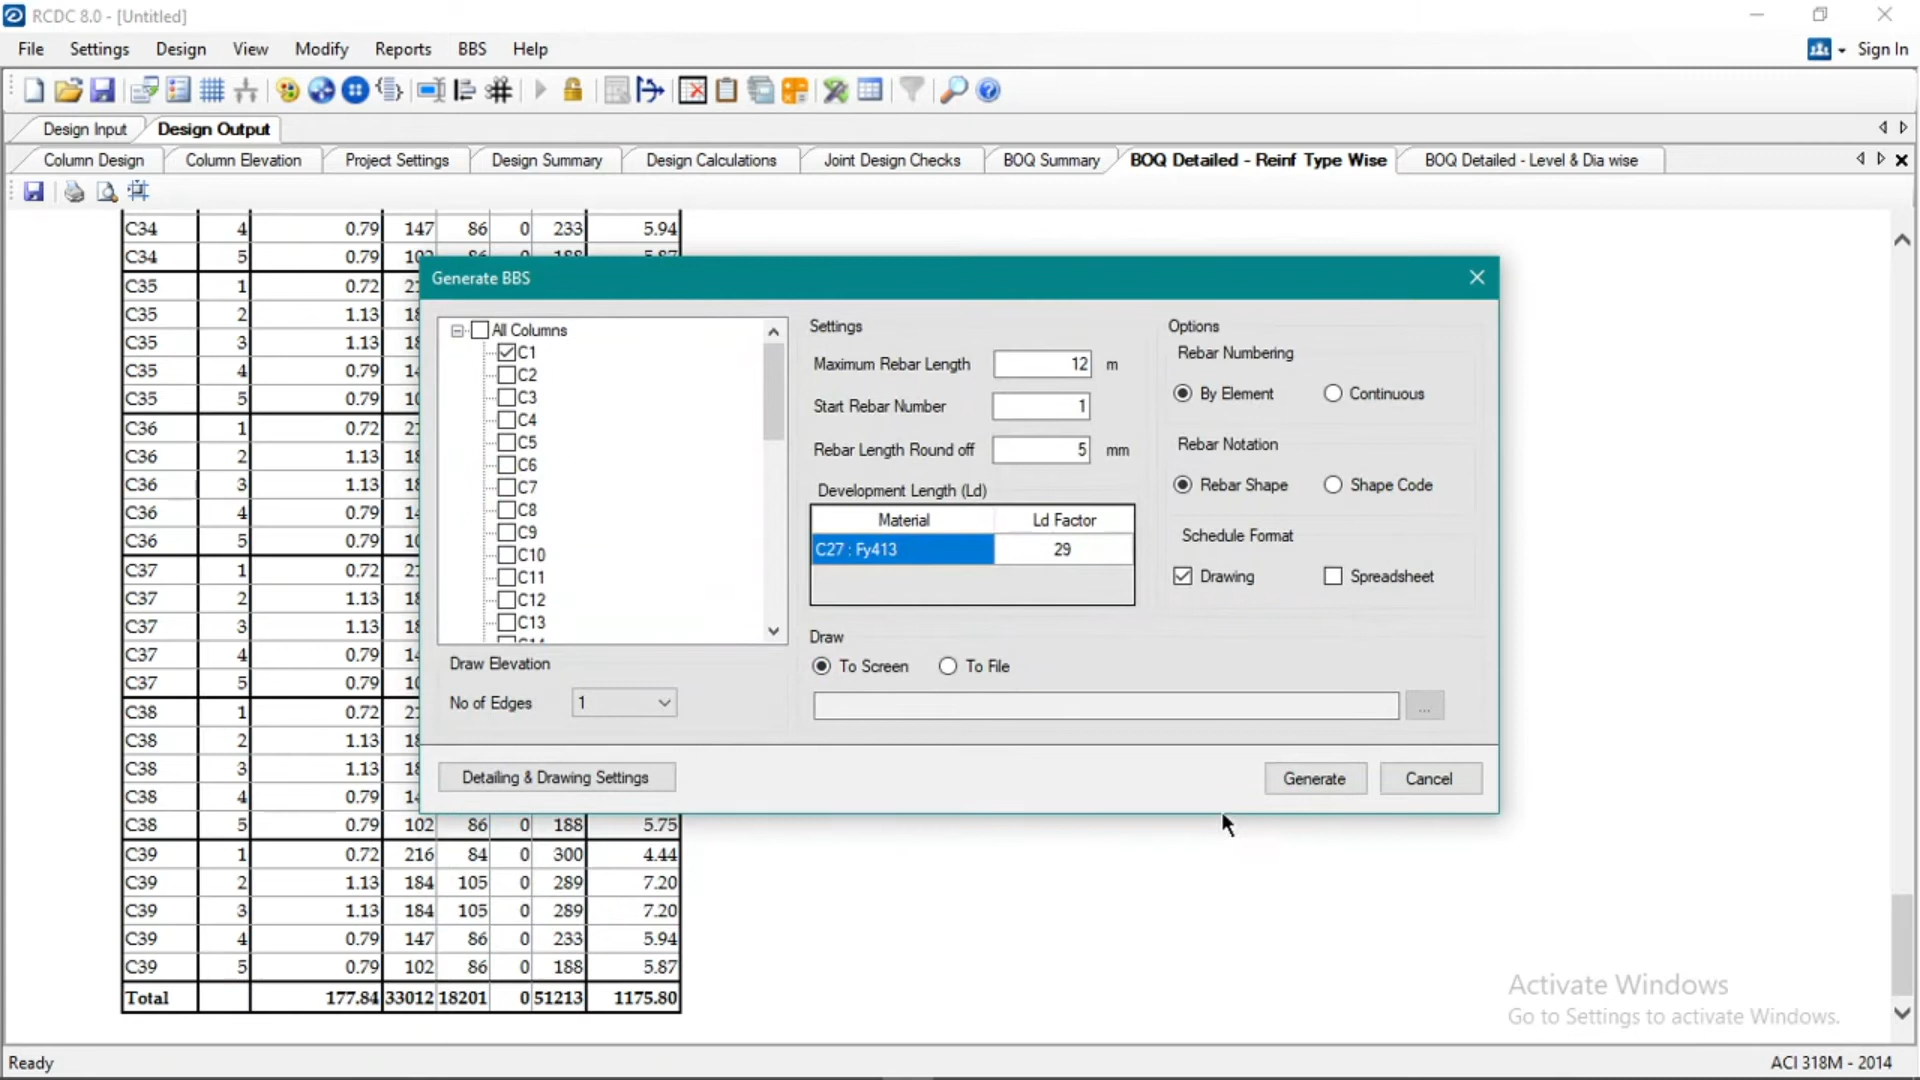 RCDC 8.0 - [Untitled]
File Settings Design View Modify Reports BBS Help Sign In
Design Input Design Output
Column Design Column Elevation Project Settings Design Summary Design Calculations Joint Design Checks BOQ Summary BOQ Detailed - Reinf Type Wise BOQ Detailed - Level & Dia wise
C34 4 0.79 147 86 0 233 5.94
C34 5 0.79
Generate BBS
C35 1 0.72
C35 2 1.13
C35 3 1.13
C35 4 0.79
C35 5 0.79
C36 1 0.72
C36 2 1.13
C36 3 1.13
C36 4 0.79
C36 5 0.79
C37 1 0.72
C37 2 1.13
C37 3 1.13
C37 4 0.79
C37 5 0.79
C38 1 0.72
C38 2 1.13
C38 3 1.13
C38 4 0.79
All Columns
C1
C2
C3
C4
C5
C6
C7
C8
C9
C10
C11
C12
C13
Draw Elevation
No of Edges 1
Settings
Maximum Rebar Length 12 m
Start Rebar Number 1
Rebar Length Round off 5 mm
Development Length (Ld)
Material Ld Factor
C27 : Fy413 29
Draw
To Screen To File
...
Options
Rebar Numbering
By Element Continuous
Rebar Notation
Rebar Shape Shape Code
Schedule Format
Drawing Spreadsheet
Detailing & Drawing Settings Generate Cancel
C38 5 0.79 102 86 0 188 5.75
C39 1 0.72 216 84 0 300 4.44
C39 2 1.13 184 105 0 289 7.20
C39 3 1.13 184 105 0 289 7.20
C39 4 0.79 147 86 0 233 5.94
C39 5 0.79 102 86 0 188 5.87
Total 177.84 33012 18201 0 51213 1175.80
Activate Windows
Go to Settings to activate Windows.
Ready ACI 318M - 2014